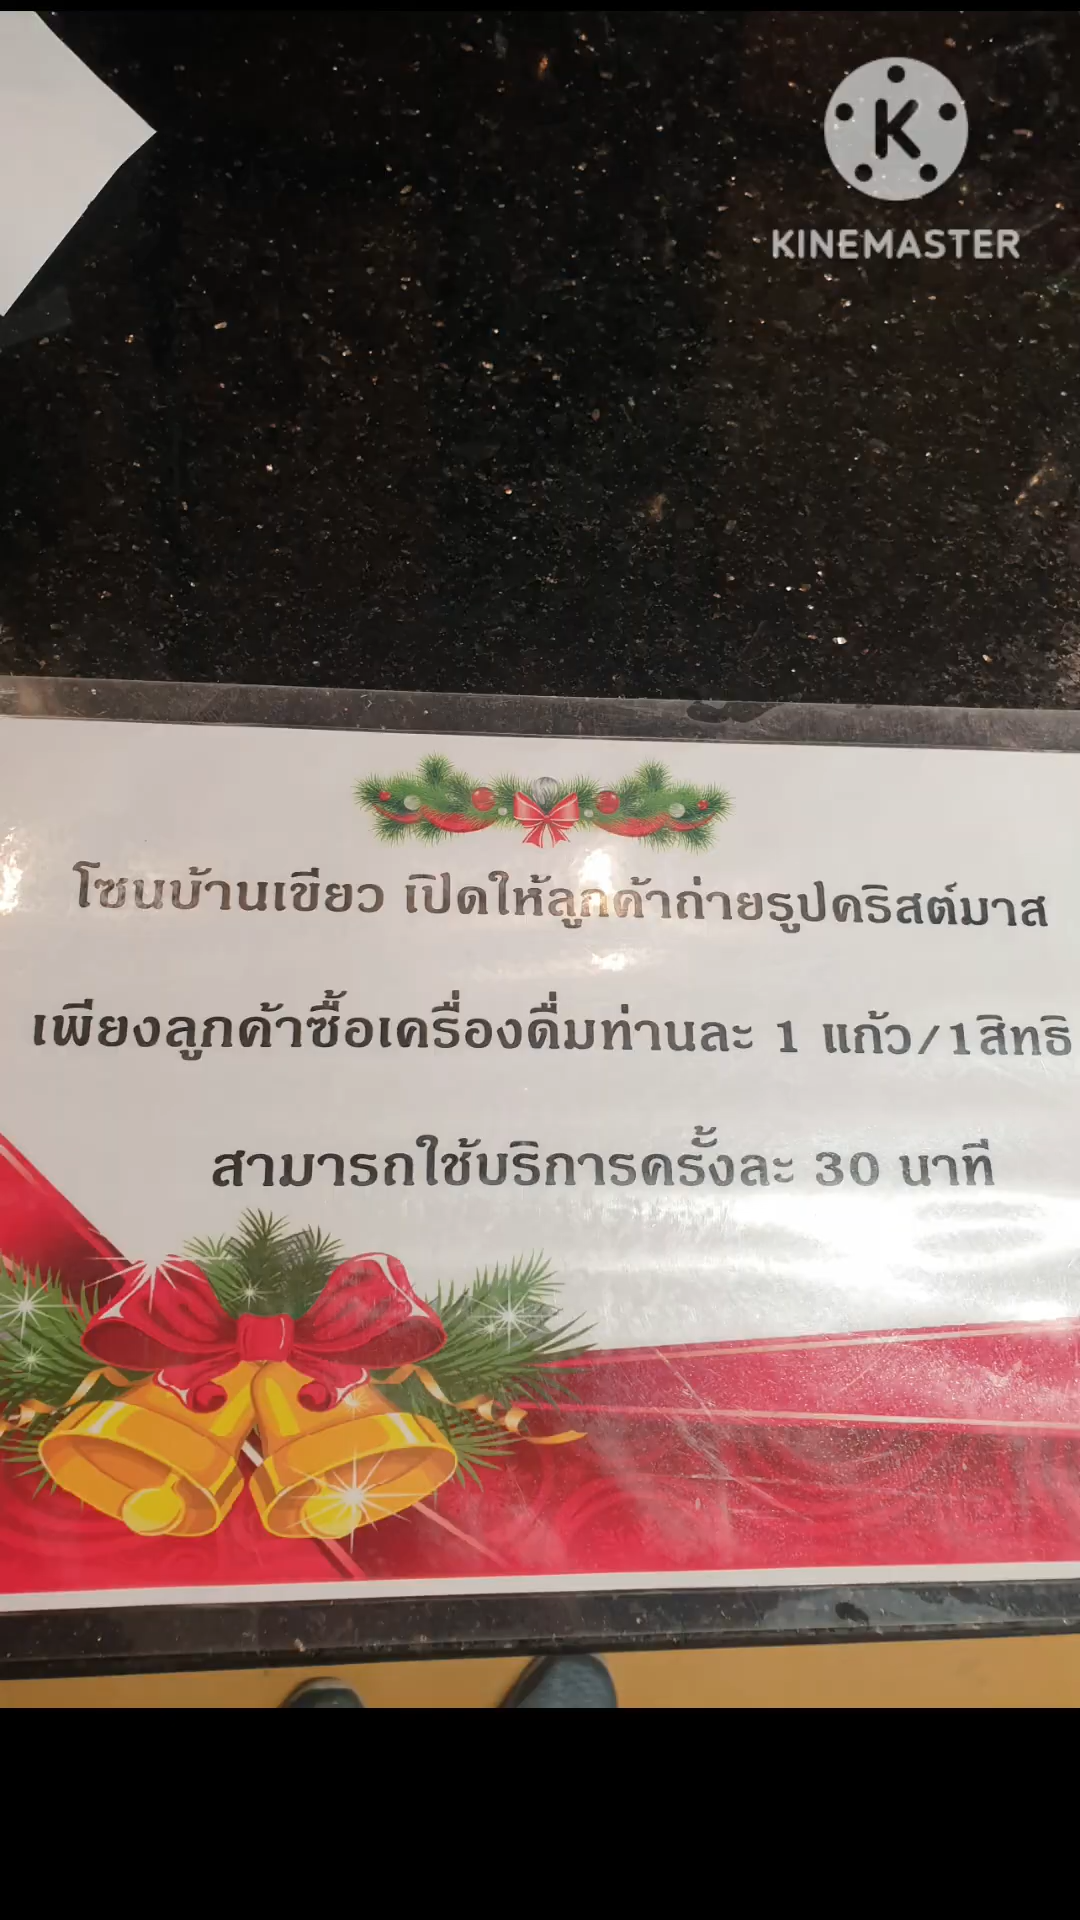 K
KINEMASTER
โซนบ้านเขียว เปิดให้ลูกค้าถ่ายรูปคริสต์มาส
เพียงลูกค้าซื้อเครื่องดื่มท่านละ 1 แก้ว/1สิทธิ
สามารถใช้บริการครั้งละ 30 นาที